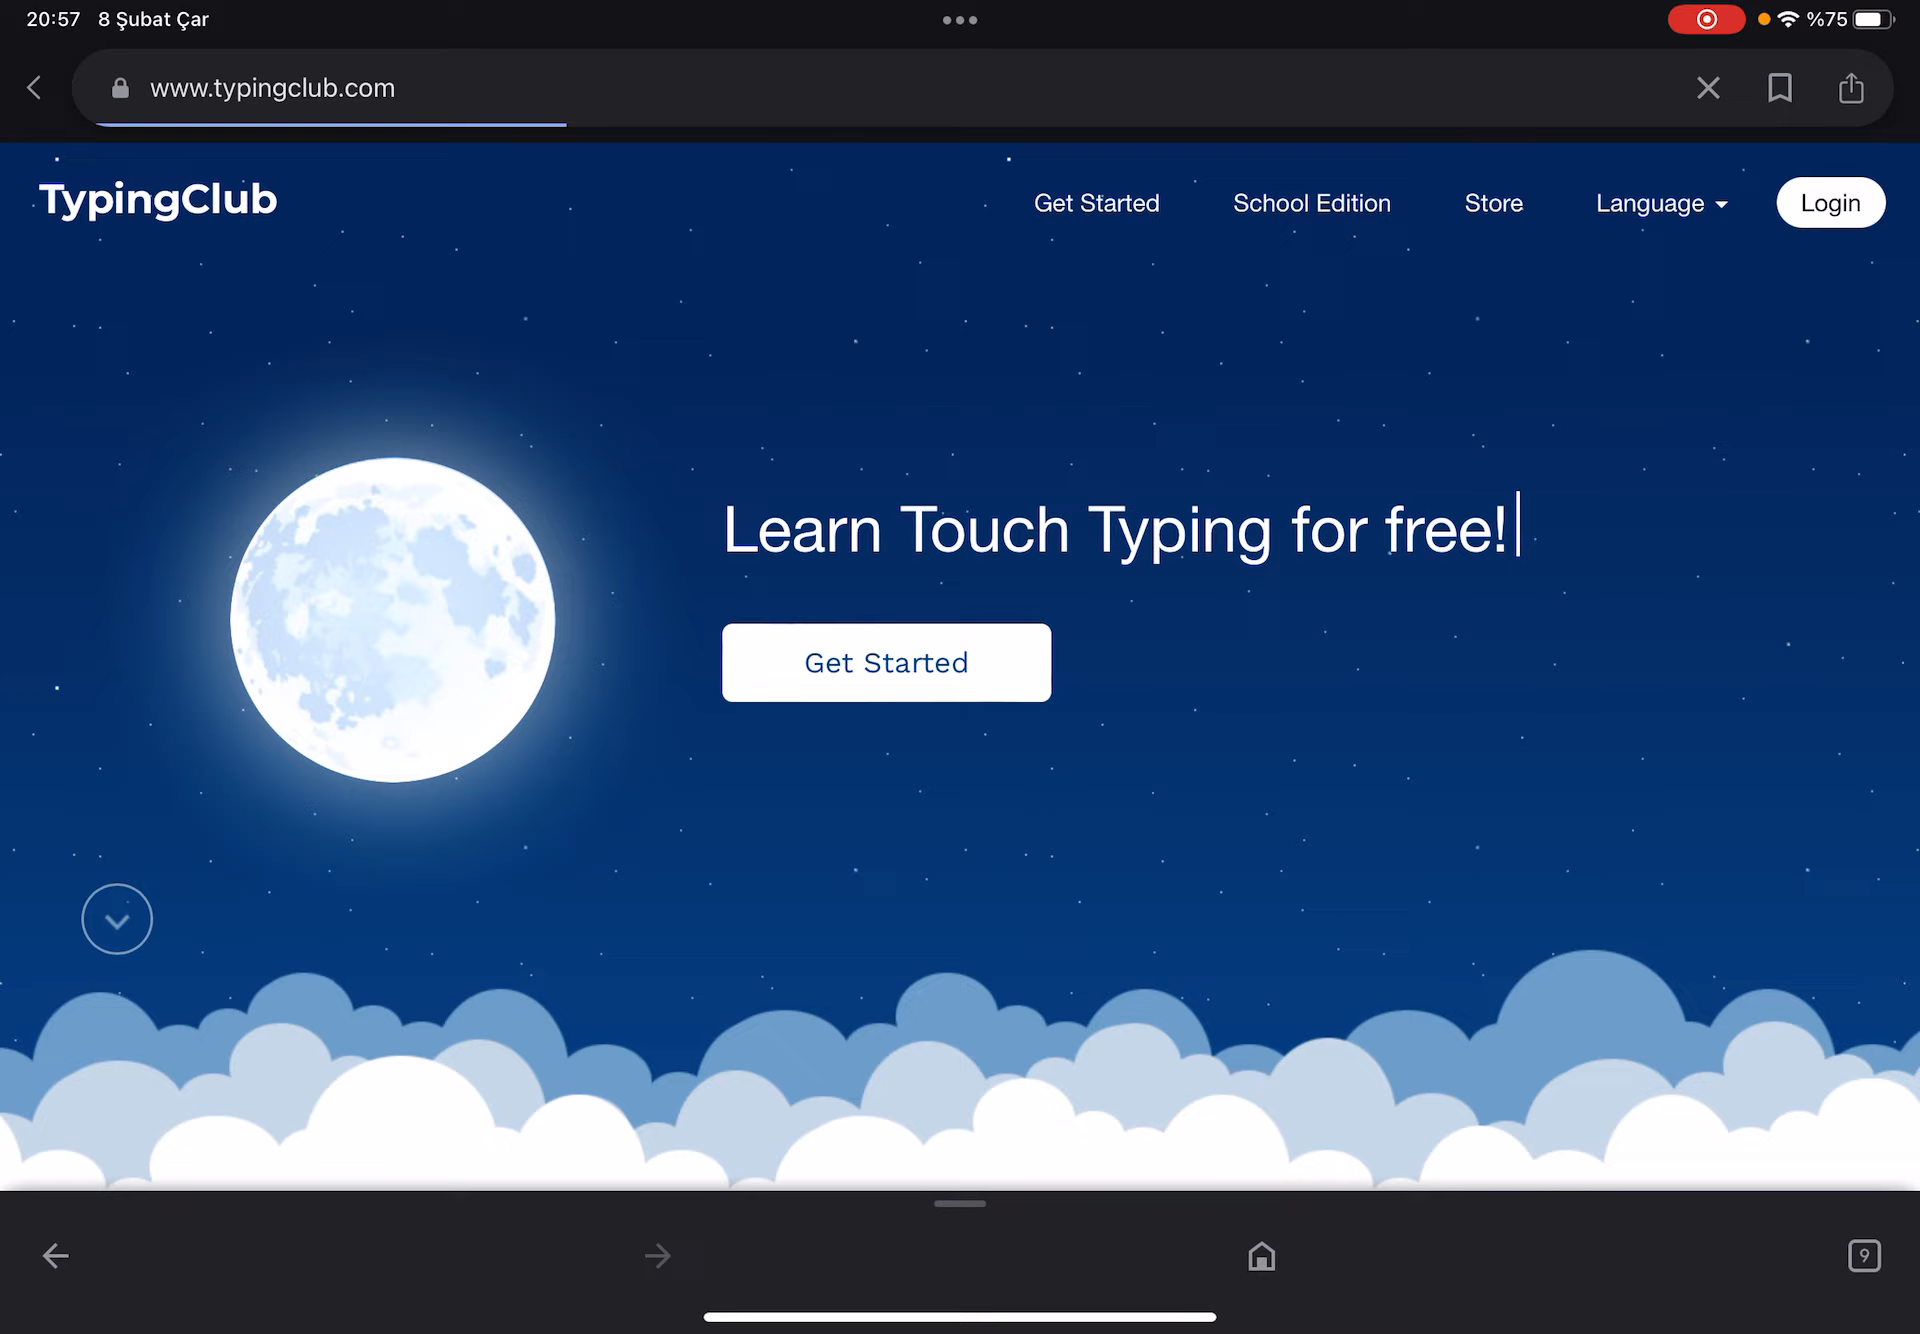 20:57 8 Şubat Çar
%75
www.typingclub.com
TypingClub
Get Started
School Edition
Store
Language
Login
Learn Touch Typing for free!
Get Started
9